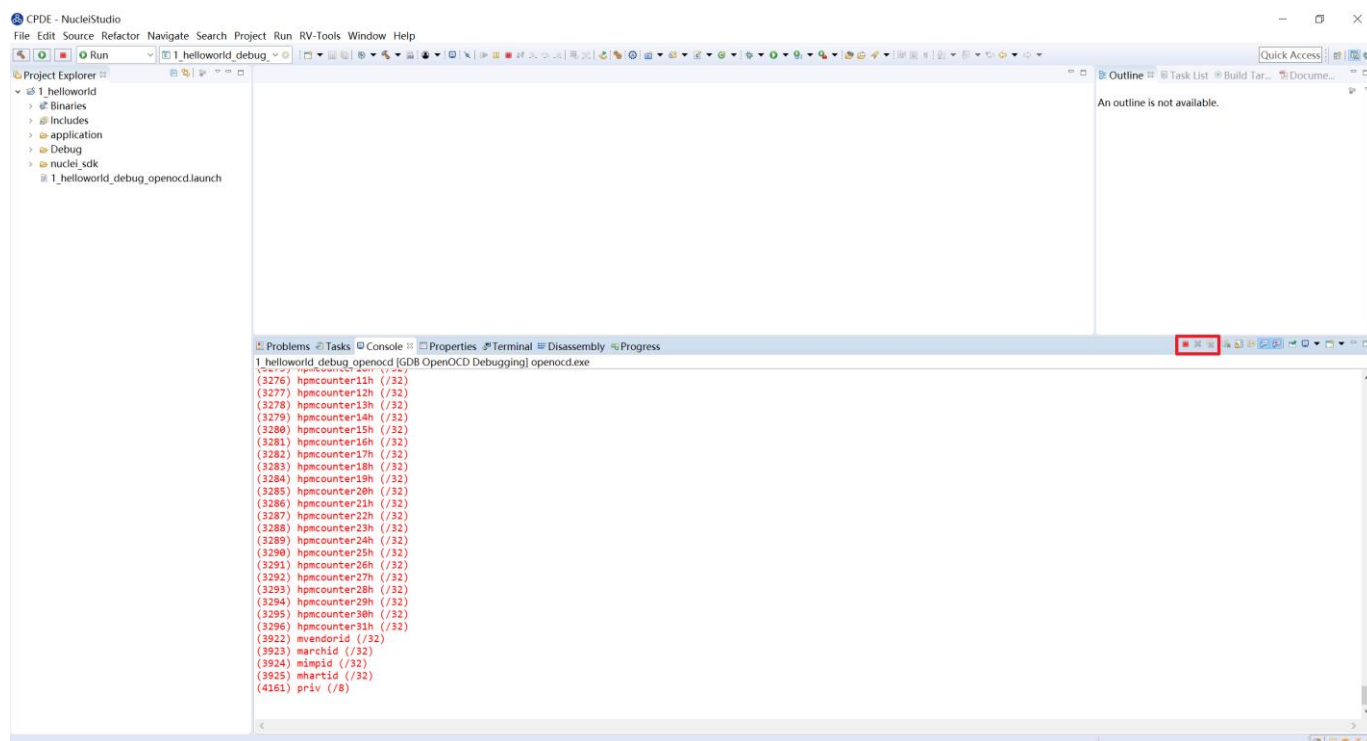 CPDE - NucleiStudio
File Edit Source Refactor Navigate Search Project Run RV-Tools Window Help
Run 1_helloworld_debug_ Quick Access
Project Explorer
1_helloworld
Binaries
Includes
application
Debug
nuclei_sdk
1_helloworld_debug_openocd.launch
Outline Task List Build Tar... Docume...
An outline is not available.
Problems Tasks Console Properties Terminal Disassembly Progress
1_helloworld_debug_openocd [GDB OpenOCD Debugging] openocd.exe
(3276) hpmcounter11h (/32)
(3277) hpmcounter12h (/32)
(3278) hpmcounter13h (/32)
(3279) hpmcounter14h (/32)
(3280) hpmcounter15h (/32)
(3281) hpmcounter16h (/32)
(3282) hpmcounter17h (/32)
(3283) hpmcounter18h (/32)
(3284) hpmcounter19h (/32)
(3285) hpmcounter20h (/32)
(3286) hpmcounter21h (/32)
(3287) hpmcounter22h (/32)
(3288) hpmcounter23h (/32)
(3289) hpmcounter24h (/32)
(3290) hpmcounter25h (/32)
(3291) hpmcounter26h (/32)
(3292) hpmcounter27h (/32)
(3293) hpmcounter28h (/32)
(3294) hpmcounter29h (/32)
(3295) hpmcounter30h (/32)
(3296) hpmcounter31h (/32)
(3922) mvendorid (/32)
(3923) marchid (/32)
(3924) mimpid (/32)
(3925) mhartid (/32)
(4161) priv (/8)